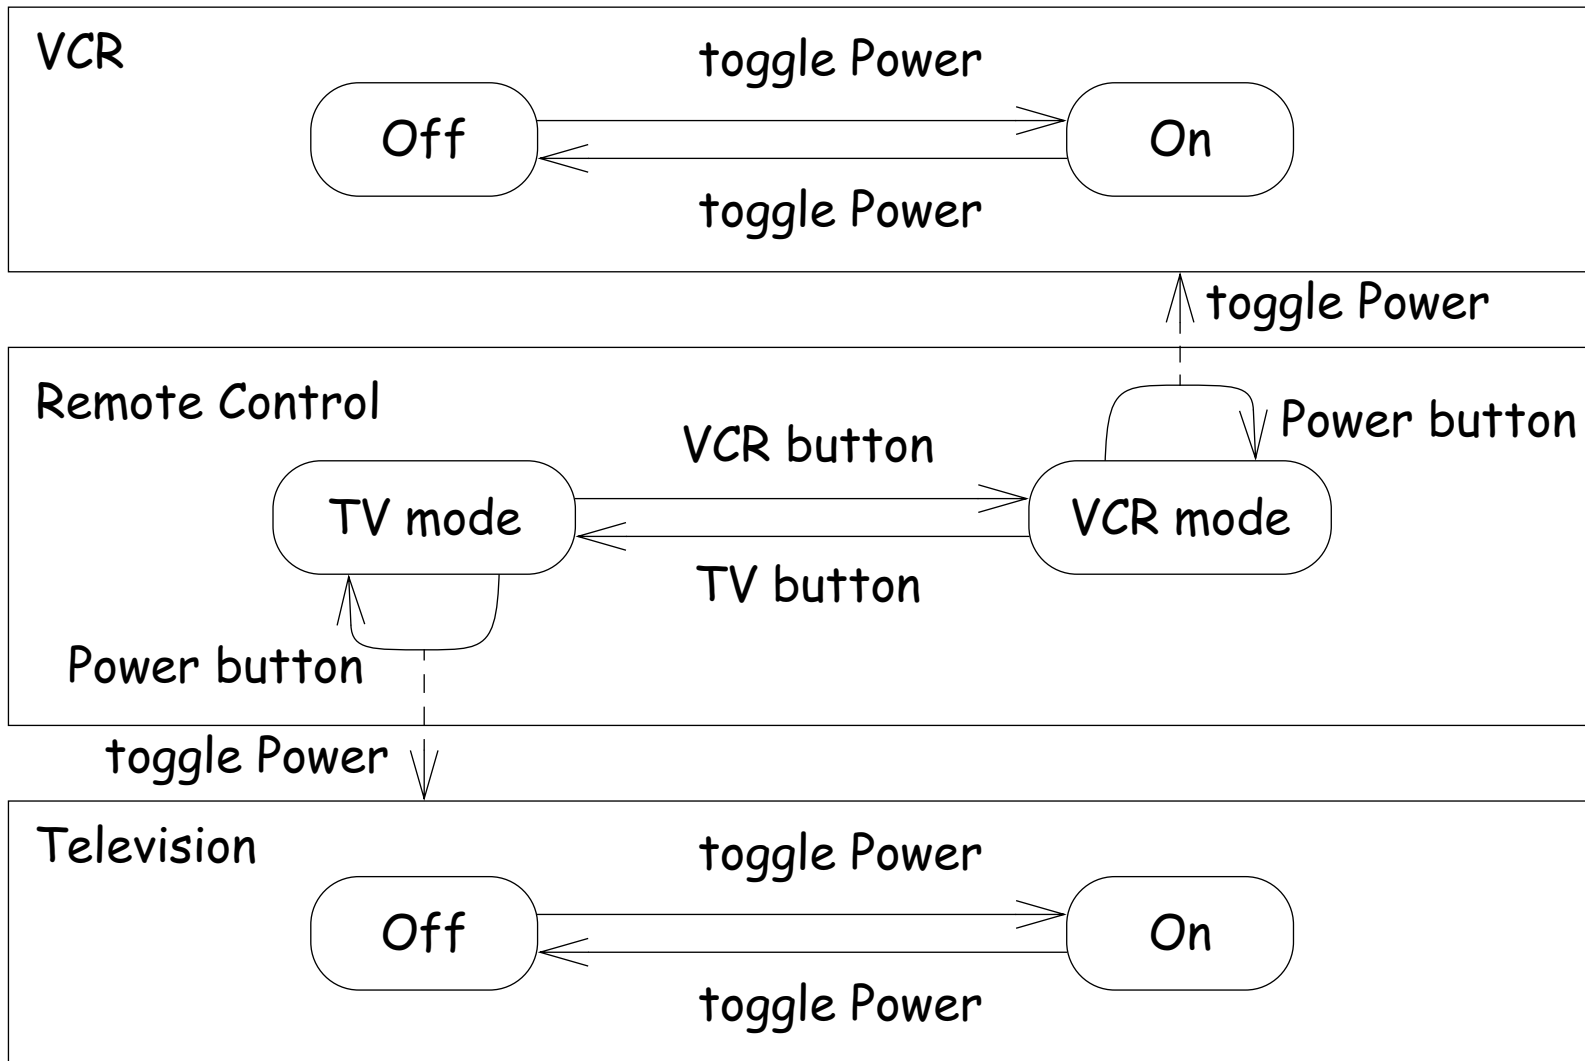 VCR
toggle Power
Off
On
toggle Power
toggle Power
Remote Control
Power button
VCR button
TV mode
VCR mode
TV button
Power button
toggle Power
Television
toggle Power
Off
On
toggle Power